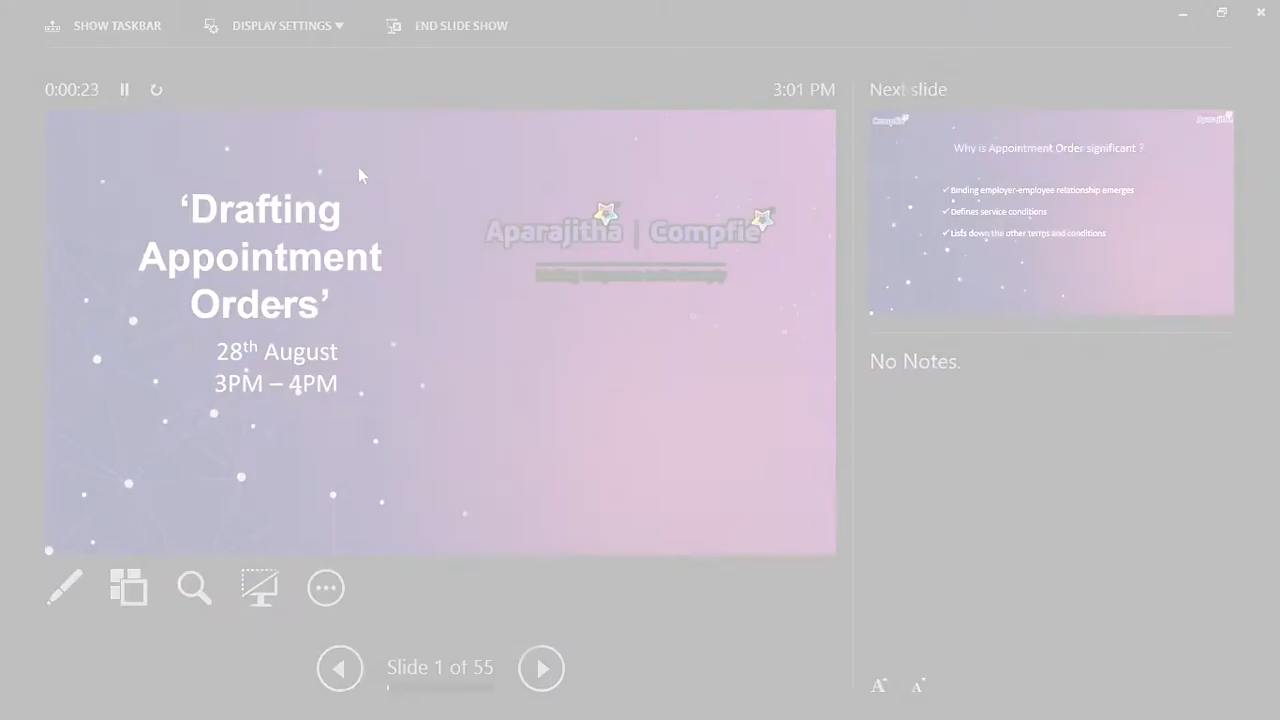 SHOW TASKBAR
DISPLAY SETTINGS
END SLIDE SHOW
0:00:23
3:01 PM
Next slide
‘Drafting
Appointment
Orders’
28th August
3PM – 4PM
Aparajitha | Compfie
Compfie
Aparajitha
Why is Appointment Order significant ?
✓ Binding employer-employee relationship emerges
✓ Defines service conditions
✓ Lists down the other terms and conditions
No Notes.
Slide 1 of 55
A A